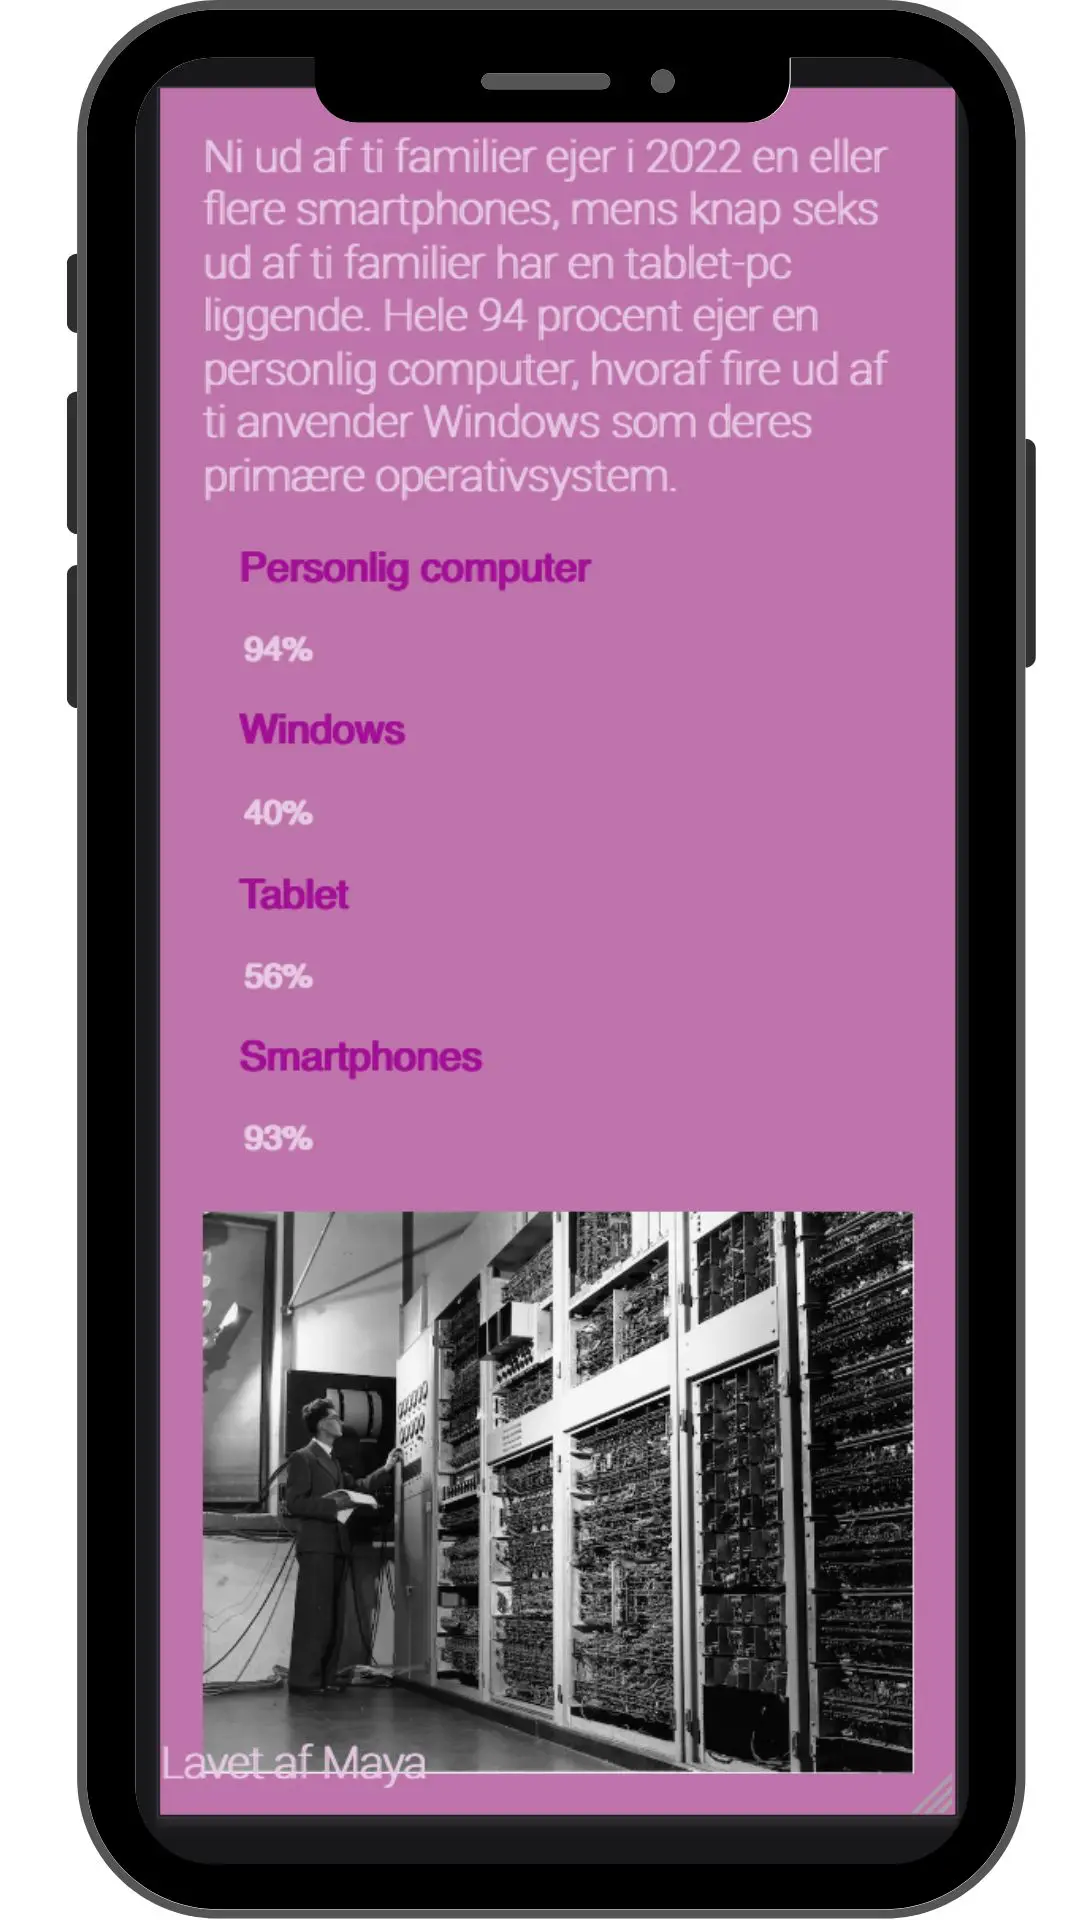 Ni ud af ti familier ejer i 2022 en eller
flere smartphones, mens knap seks
ud af ti familier har en tablet-pc
liggende. Hele 94 procent ejer en
personlig computer, hvoraf fire ud af
ti anvender Windows som deres
primære operativsystem.
Personlig computer
94%
Windows
40%
Tablet
56%
Smartphones
93%
Lavet af Maya